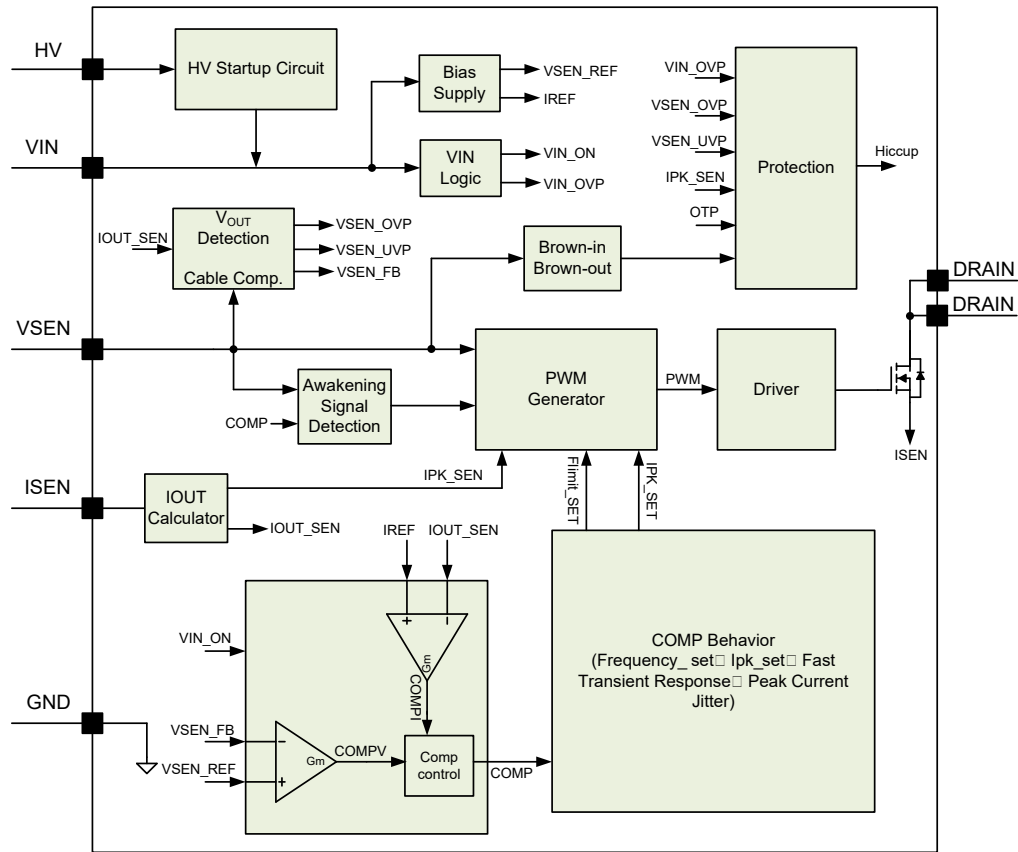 HV
HV Startup Circuit
Bias
Supply
VSEN_REF
IREF
VIN
VIN
Logic
VIN_ON
VIN_OVP
VIN_OVP
VSEN_OVP
VSEN_UVP
IPK_SEN
OTP
Protection
Hiccup
IOUT_SEN
VOUT
Detection
Cable Comp.
VSEN_OVP
VSEN_UVP
VSEN_FB
Brown-in
Brown-out
DRAIN
DRAIN
VSEN
Awakening
Signal
Detection
COMP
PWM
Generator
PWM
Driver
ISEN
ISEN
IOUT
Calculator
IPK_SEN
IOUT_SEN
Flimit_SET
IPK_SET
IREF
IOUT_SEN
+
−
Gm
COMPI
VIN_ON
GND
VSEN_FB
VSEN_REF
−
+
Gm
COMPV
Comp
control
COMP
COMP Behavior
(Frequency_ set□ Ipk_set□ Fast
Transient Response□ Peak Current
Jitter)